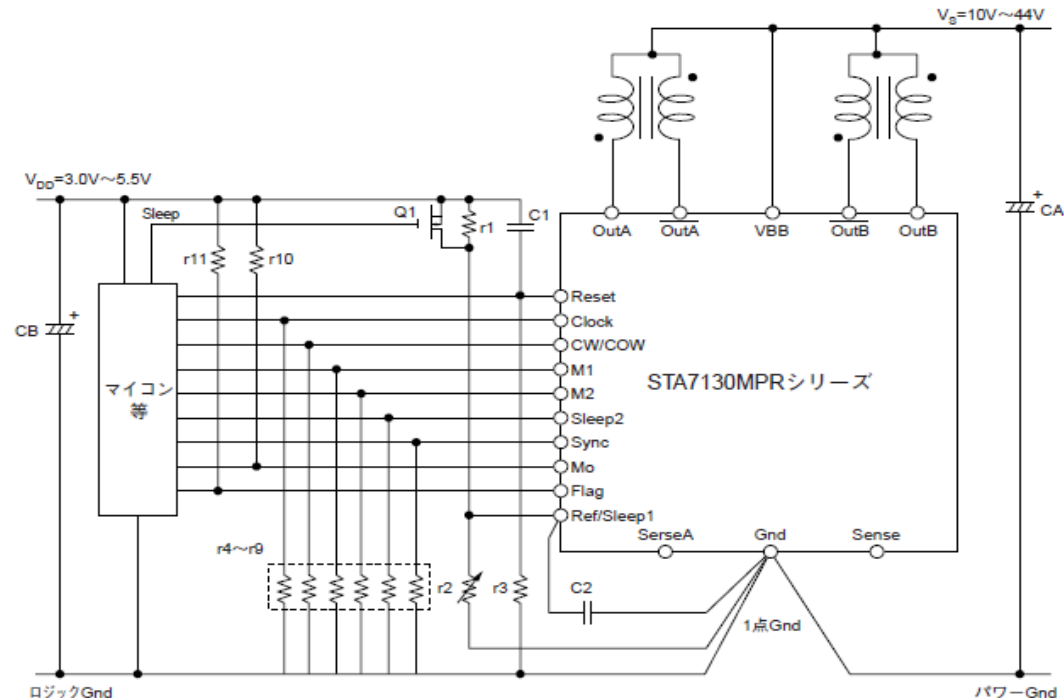 VS=10V～44V
VDD=3.0V～5.5V
Sleep
Q1
r1
C1
r11
r10
CA
+
OutA
OutA
VBB
OutB
OutB
CB
+
マイコン
等
Reset
Clock
CW/COW
M1
M2
Sleep2
Sync
Mo
Flag
Ref/Sleep1
STA7130MPRシリーズ
SerseA
Gnd
Sense
r4～r9
r2
r3
C2
1点Gnd
ロジックGnd
パワーGnd